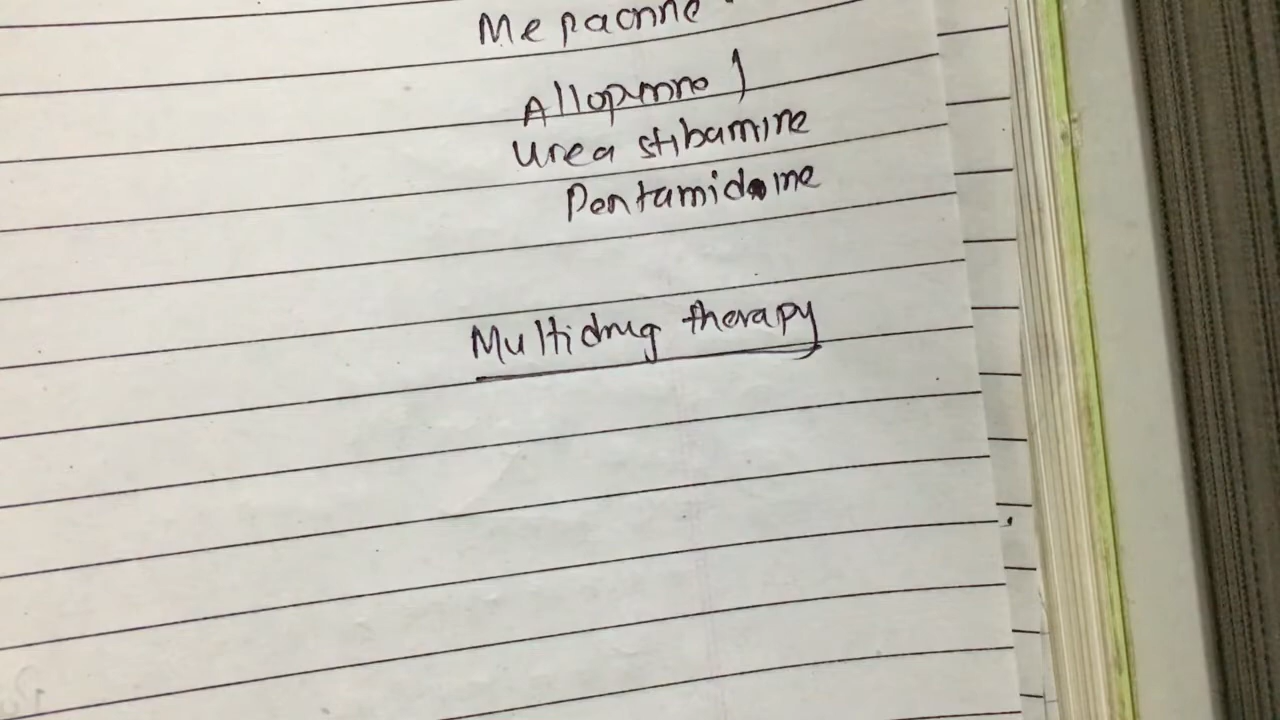 Mepacrine
Allopurinol
Urea stibamine
Pentamidine
Multidrug therapy